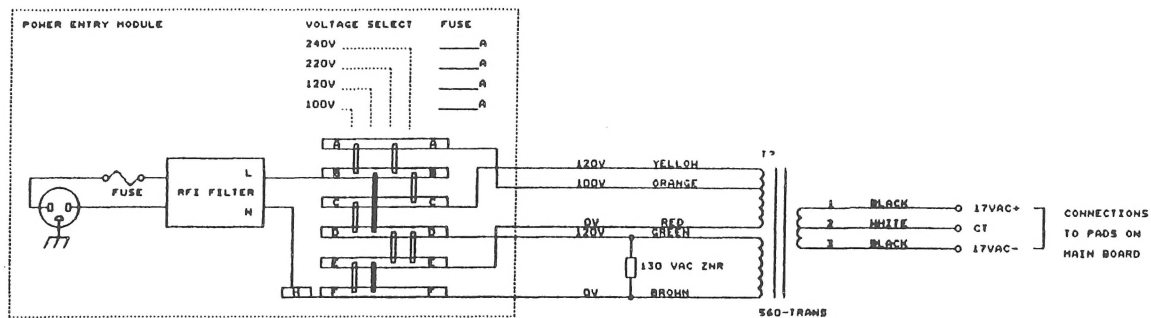 POWER ENTRY MODULE
VOLTAGE SELECT FUSE
240V A
220V A
120V A
100V A
A A
B B
C C
D D
E E
H F F
L
RFI FILTER
N
FUSE
120V YELLOW
100V ORANGE
0V RED
120V GREEN
130 VAC ZNR
0V BROWN
560-TRANS
1 BLACK 17VAC+
2 WHITE CT
3 BLACK 17VAC-
CONNECTIONS
TO PADS ON
MAIN BOARD